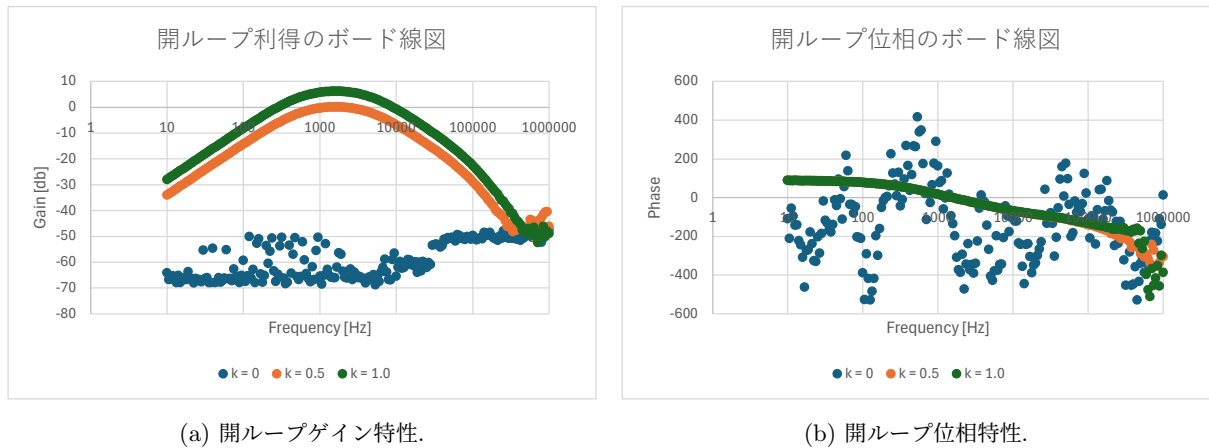 開ループ利得のボード線図
10
0
-10
-20
-30
-40
-50
-60
-70
-80
1
10
100
1000
10000
100000
1000000
Gain [db]
Frequency [Hz]
k = 0
k = 0.5
k = 1.0
(a) 開ループゲイン特性.
開ループ位相のボード線図
600
400
200
0
-200
-400
-600
1
10
100
1000
10000
100000
1000000
Phase
Frequency [Hz]
k = 0
k = 0.5
k = 1.0
(b) 開ループ位相特性.